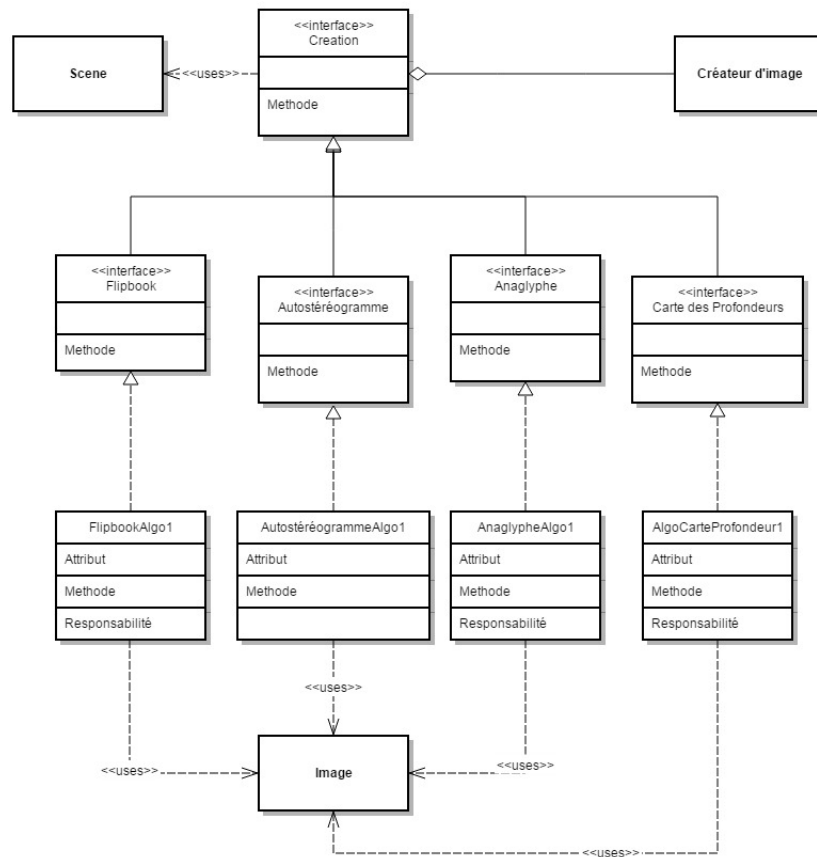 <<interface>>
Creation
Scene
<<uses>>
Créateur d'image
Methode
<<interface>>
Flipbook
Methode
<<interface>>
Autostéréogramme
Methode
<<interface>>
Anaglyphe
Methode
<<interface>>
Carte des Profondeurs
Methode
FlipbookAlgo1
Attribut
Methode
Responsabilité
AutostéréogrammeAlgo1
Attribut
Methode
AnaglypheAlgo1
Attribut
Methode
Responsabilité
AlgoCarteProfondeur1
Attribut
Methode
Responsabilité
<<uses>>
<<uses>>
Image
<<uses>>
<<uses>>